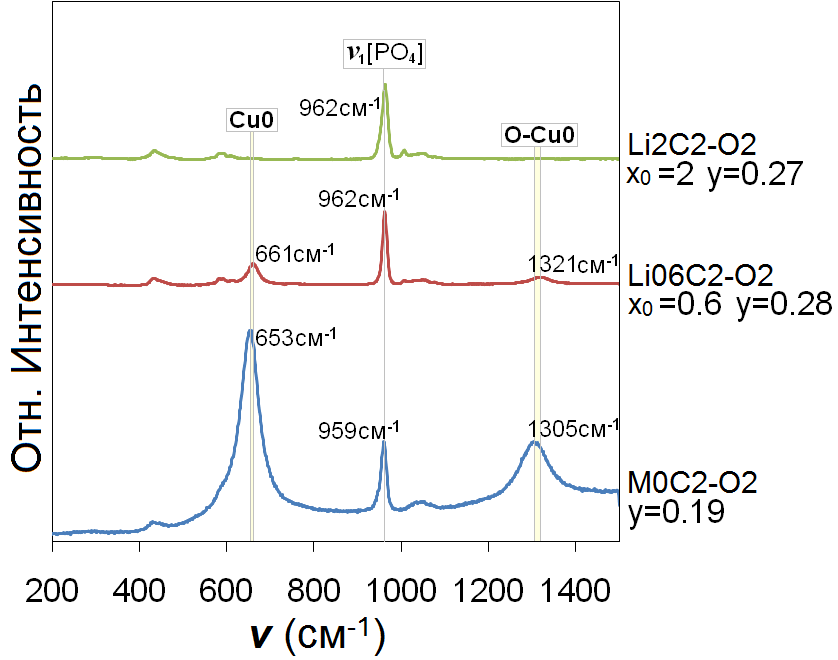 ν₁[PO₄]
Cu0
O-Cu0
962см⁻¹
Li2C2-O2
x₀ =2 y=0.27
962см⁻¹
661см⁻¹
1321см⁻¹
Li06C2-O2
x₀ =0.6 y=0.28
653см⁻¹
959см⁻¹
1305см⁻¹
M0C2-O2
y=0.19
Отн. Интенсивность
200 400 600 800 1000 1200 1400
ν (см⁻¹)